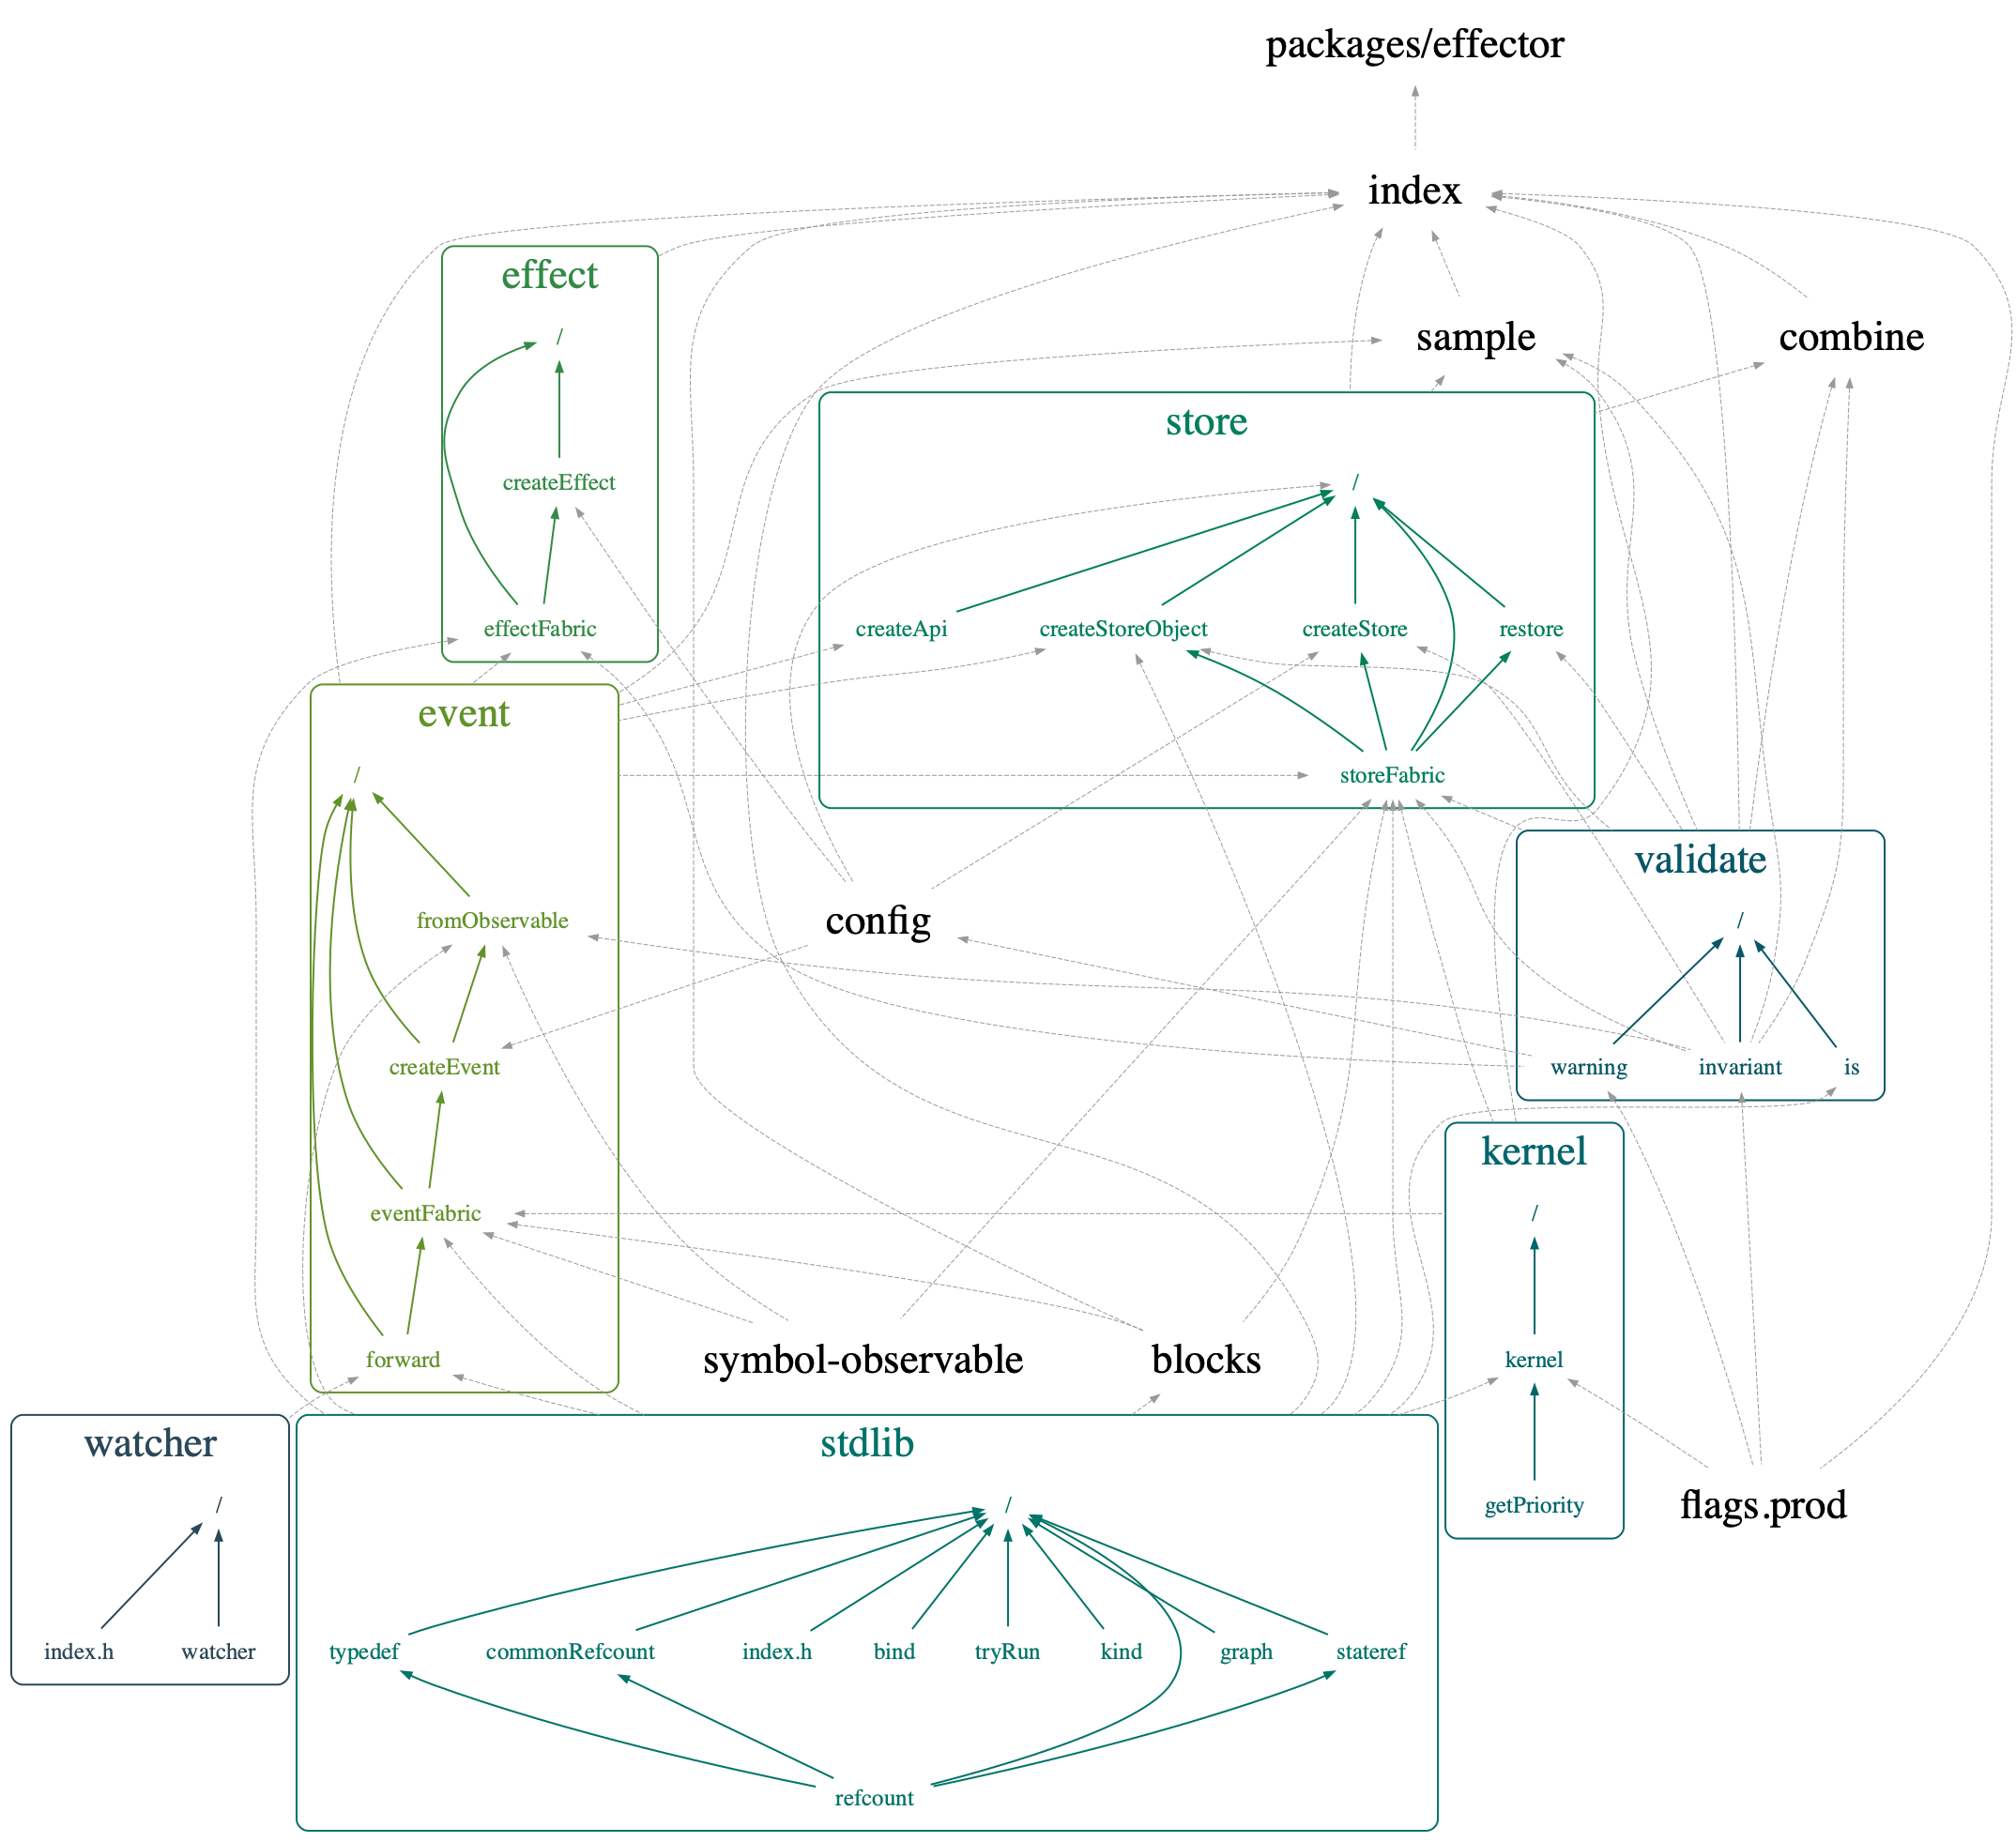 packages/effector
index
effect
/
sample
combine
store
createEffect
/
effectFabric
createApi
createStoreObject
createStore
restore
event
/
storeFabric
validate
fromObservable
config
/
createEvent
warning
invariant
is
kernel
eventFabric
/
forward
symbol-observable
blocks
kernel
watcher
stdlib
/
/
getPriority
flags.prod
index.h
watcher
typedef
commonRefcount
index.h
bind
tryRun
kind
graph
stateref
refcount